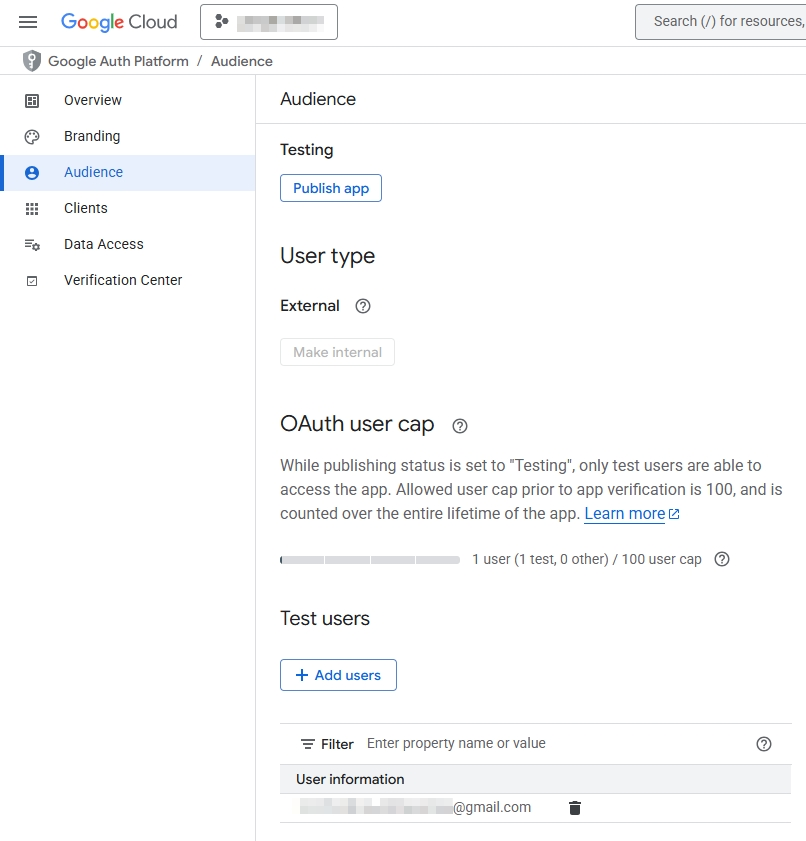 Google Cloud
Search (/) for resources,
Google Auth Platform / Audience
Overview
Branding
Audience
Clients
Data Access
Verification Center
Audience
Testing
Publish app
User type
External
Make internal
OAuth user cap
While publishing status is set to "Testing", only test users are able to
access the app. Allowed user cap prior to app verification is 100, and is
counted over the entire lifetime of the app. Learn more
1 user (1 test, 0 other) / 100 user cap
Test users
+ Add users
Filter Enter property name or value
User information
@gmail.com